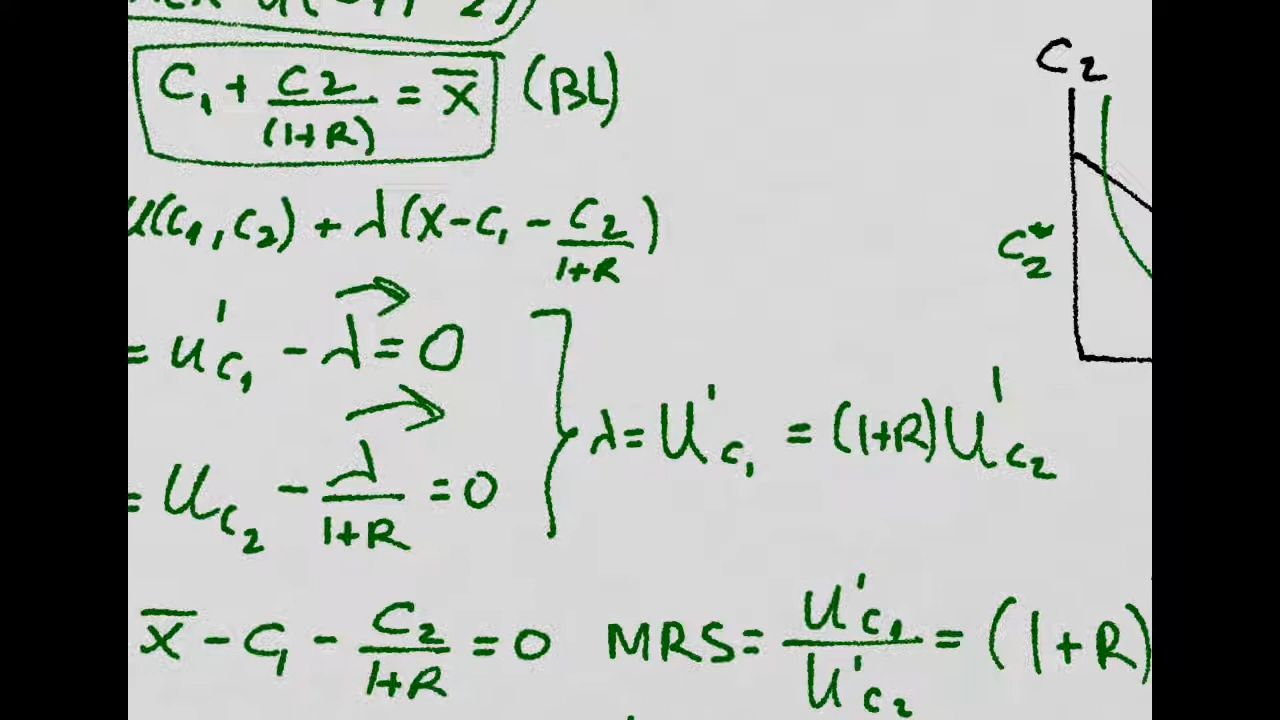 C₁ + C2/(1+R) = x̅ (BL)
C2
u(c₁, c₂) + λ(x - c₁ - C2/1+R)
C₂*
= u'c₁ - λ = 0
λ = U'c₁ = (1+R)U'c₂
= Uc₂ - λ/1+R = 0
x̅ - C₁ - C2/1+R = 0
MRS = U'c₁/U'c₂ = (1+R)